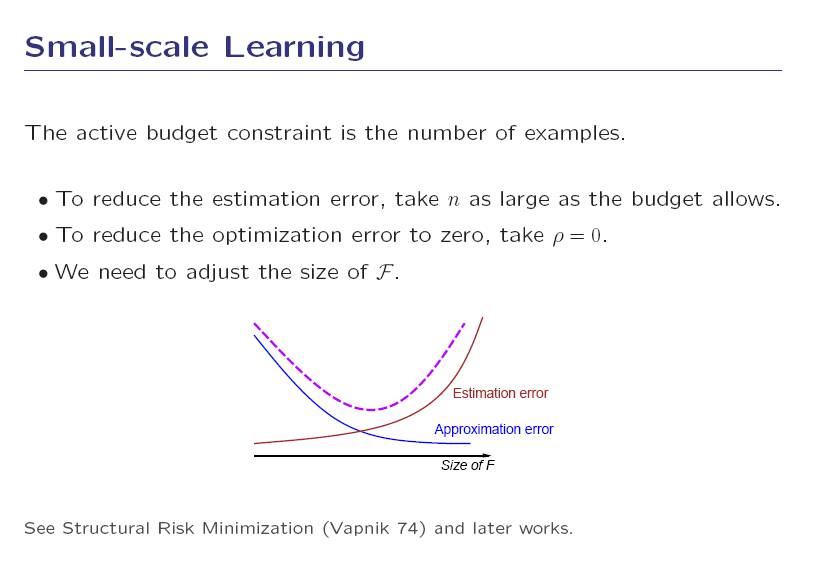 Small-scale Learning
The active budget constraint is the number of examples.
• To reduce the estimation error, take n as large as the budget allows.
• To reduce the optimization error to zero, take ρ = 0.
• We need to adjust the size of ℱ.
Estimation error
Approximation error
Size of F
See Structural Risk Minimization (Vapnik 74) and later works.